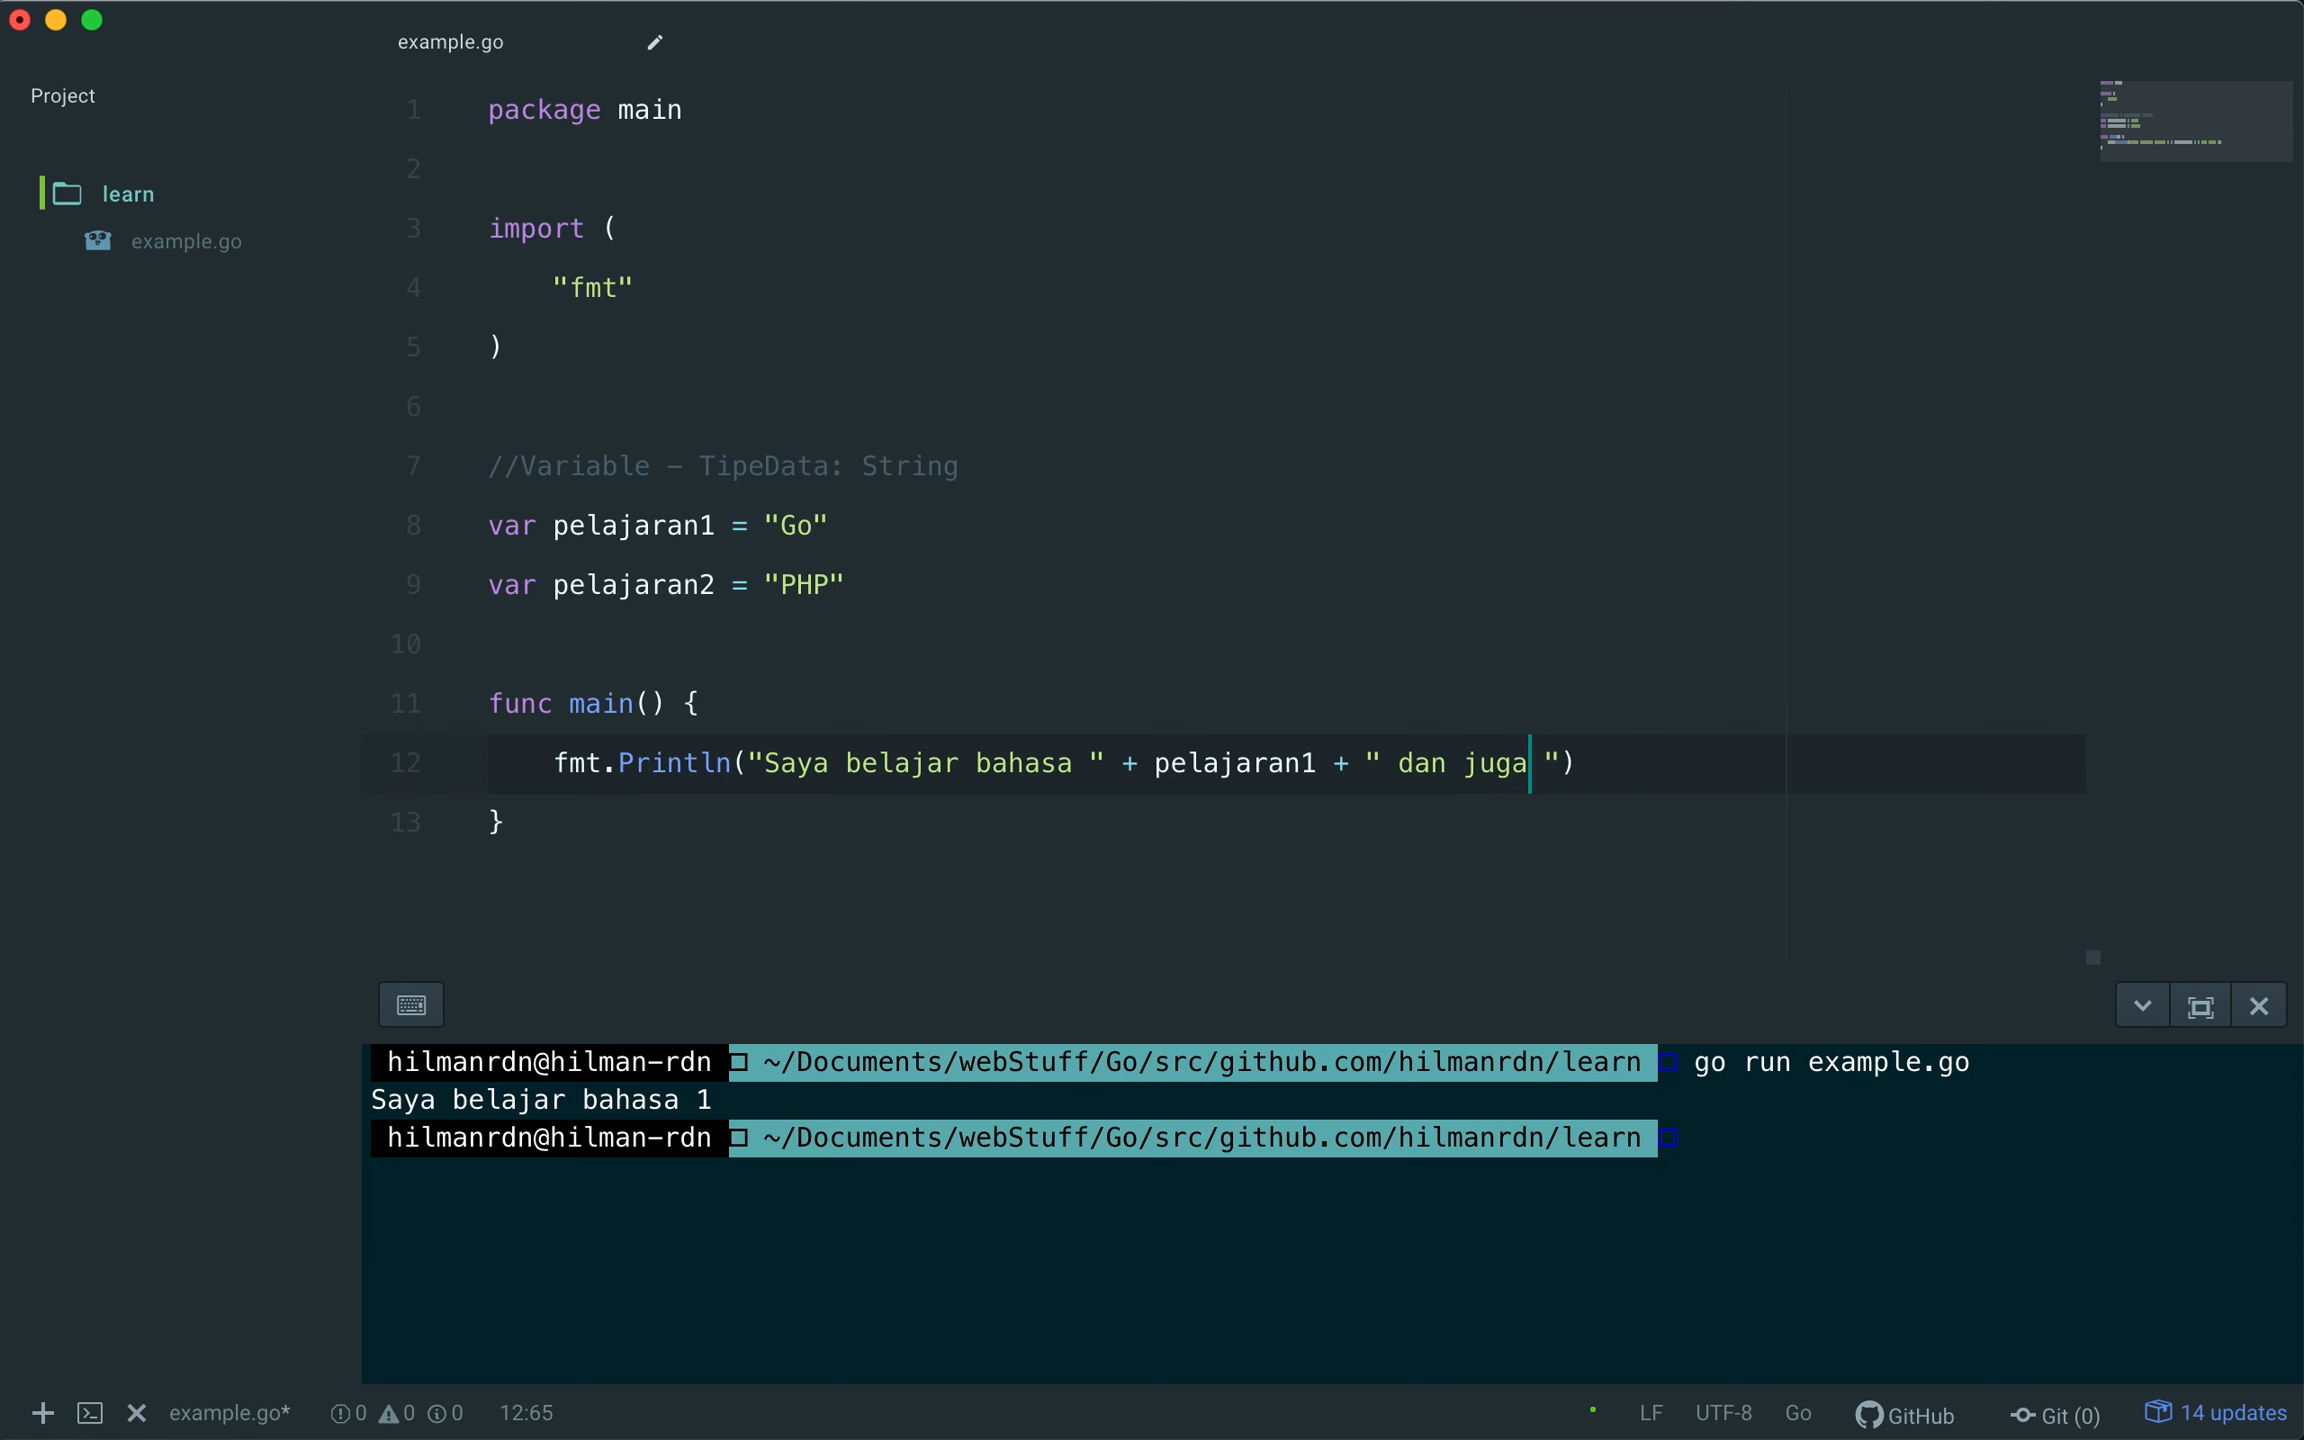 example.go
Project
learn
example.go
1 package main
2
3 import (
4 "fmt"
5 )
6
7 //Variable - TipeData: String
8 var pelajaran1 = "Go"
9 var pelajaran2 = "PHP"
10
11 func main() {
12 fmt.Println("Saya belajar bahasa " + pelajaran1 + " dan juga ")
13 }
hilmanrdn@hilman-rdn ~/Documents/webStuff/Go/src/github.com/hilmanrdn/learn go run example.go
Saya belajar bahasa 1
hilmanrdn@hilman-rdn ~/Documents/webStuff/Go/src/github.com/hilmanrdn/learn
example.go* 0 0 0 12:65 LF UTF-8 Go GitHub Git (0) 14 updates